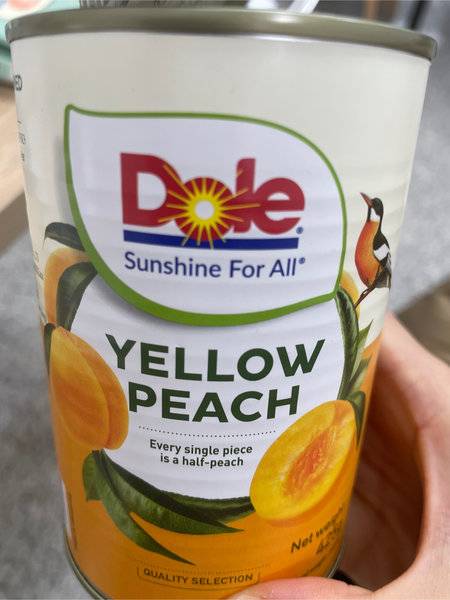 Dole®
Sunshine For All®
YELLOW
PEACH
Every single piece
is a half-peach
Net weight
QUALITY SELECTION